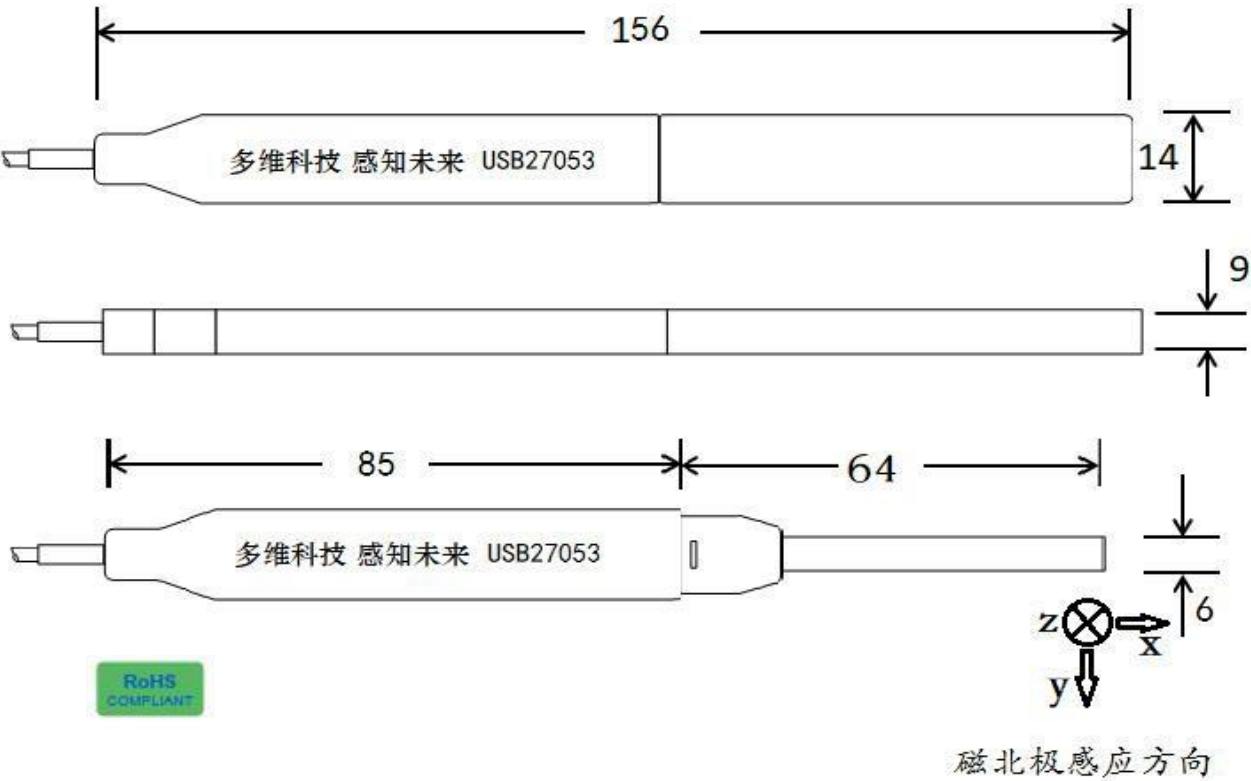 156
多维科技 感知未来 USB27053
14
9
85
64
多维科技 感知未来 USB27053
6
z
x
y
RoHS
COMPLIANT
磁北极感应方向